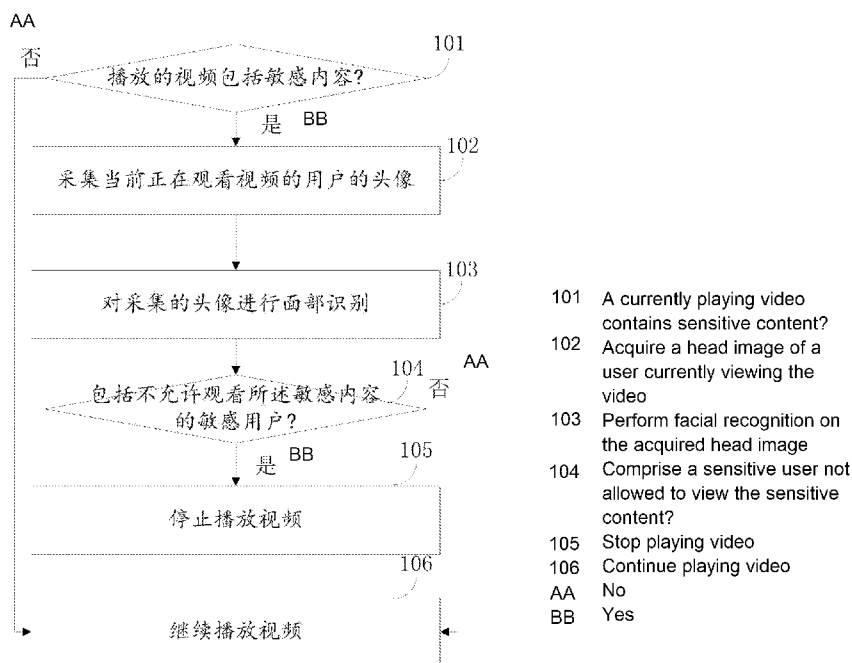 AA
否
101
播放的视频包括敏感内容?
是 BB
102
采集当前正在观看视频的用户的头像
103
对采集的头像进行面部识别
104
AA
否
包括不允许观看所述敏感内容
的敏感用户?
是 BB
105
停止播放视频
106
继续播放视频
101 A currently playing video
contains sensitive content?
102 Acquire a head image of a
user currently viewing the
video
103 Perform facial recognition on
the acquired head image
104 Comprise a sensitive user not
allowed to view the sensitive
content?
105 Stop playing video
106 Continue playing video
AA No
BB Yes